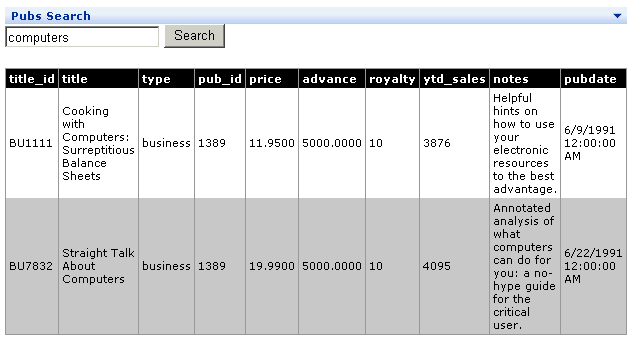 Pubs Search
computers Search
title_id title type pub_id price advance royalty ytd_sales notes pubdate
BU1111 Cooking with Computers: Surreptitious Balance Sheets business 1389 11.9500 5000.0000 10 3876 Helpful hints on how to use your electronic resources to the best advantage. 6/9/1991 12:00:00 AM
BU7832 Straight Talk About Computers business 1389 19.9900 5000.0000 10 4095 Annotated analysis of what computers can do for you: a no-hype guide for the critical user. 6/22/1991 12:00:00 AM